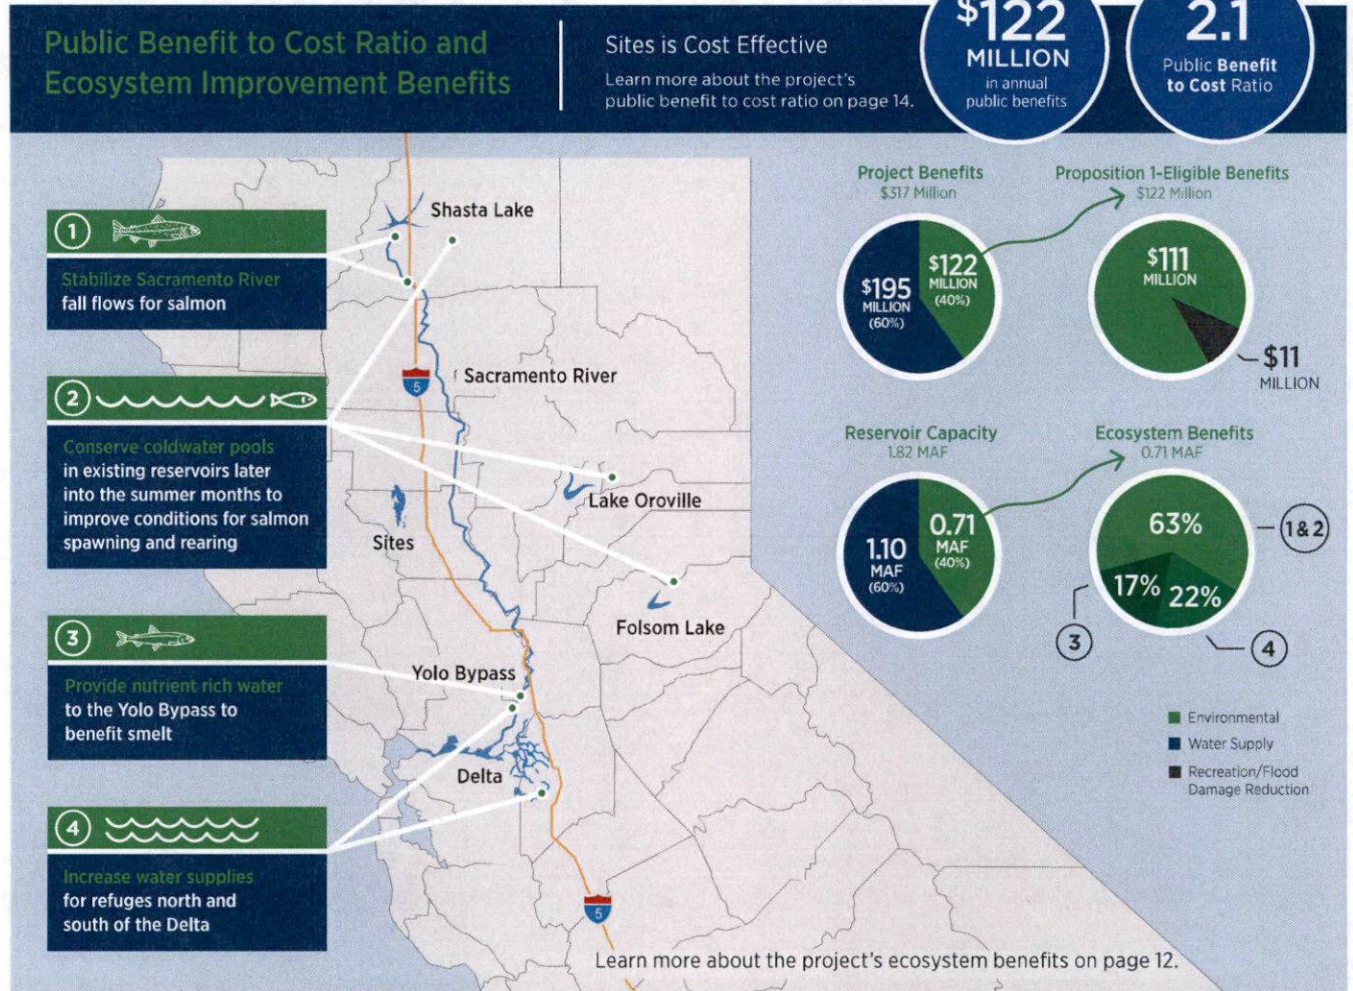 Public Benefit to Cost Ratio and
Ecosystem Improvement Benefits
Sites is Cost Effective
Learn more about the project's
public benefit to cost ratio on page 14.
$122
MILLION
in annual
public benefits
2.1
Public Benefit
to Cost Ratio
1
Stabilize Sacramento River
fall flows for salmon
2
Conserve coldwater pools
in existing reservoirs later
into the summer months to
improve conditions for salmon
spawning and rearing
3
Provide nutrient rich water
to the Yolo Bypass to
benefit smelt
4
Increase water supplies
for refuges north and
south of the Delta
Shasta Lake
5
Sacramento River
Lake Oroville
Sites
Folsom Lake
Yolo Bypass
Delta
5
Project Benefits
$317 Million
$195
MILLION
(60%)
$122
MILLION
(40%)
Proposition 1-Eligible Benefits
$122 Million
$111
MILLION
$11
MILLION
Reservoir Capacity
1.82 MAF
1.10
MAF
(60%)
0.71
MAF
(40%)
Ecosystem Benefits
0.71 MAF
63%
17%
22%
1 & 2
3
4
Environmental
Water Supply
Recreation/Flood
Damage Reduction
Learn more about the project's ecosystem benefits on page 12.